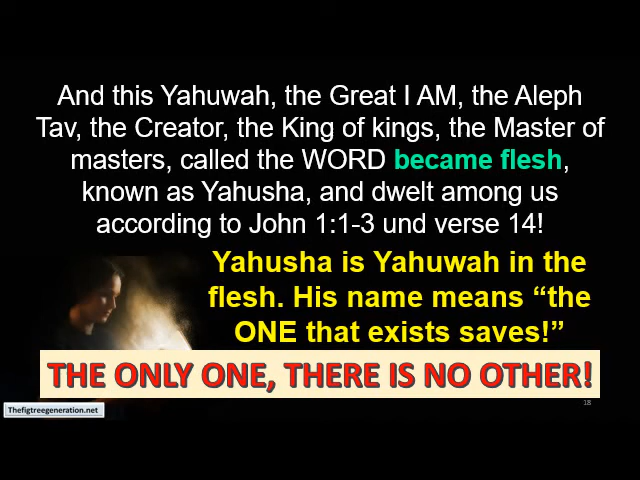 And this Yahuwah, the Great I AM, the Aleph
Tav, the Creator, the King of kings, the Master of
masters, called the WORD became flesh,
known as Yahusha, and dwelt among us
according to John 1:1-3 und verse 14!
Yahusha is Yahuwah in the
flesh. His name means “the
ONE that exists saves!”
THE ONLY ONE, THERE IS NO OTHER!
Thefigtreegeneration.net
18